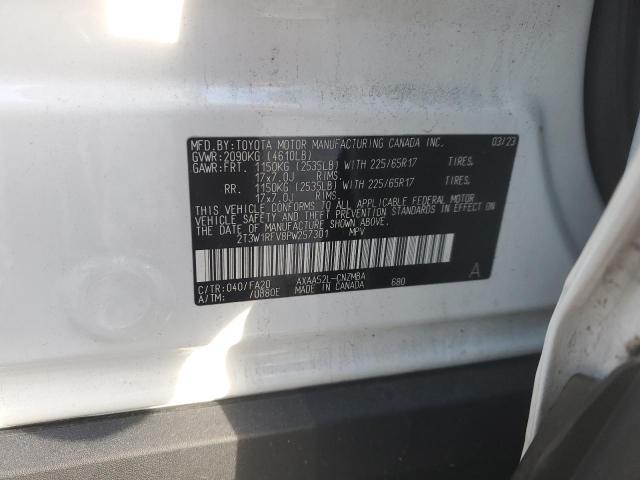 MFD.BY:TOYOTA MOTOR MANUFACTURING CANADA INC. 03/23
GVWR:2090KG (4610LB)
GAWR:FRT. 1150KG (2535LB) WITH 225/65R17 TIRES.
17x7.0J RIMS.
RR. 1150KG (2535LB) WITH 225/65R17 TIRES.
17x7.0J RIMS.
THIS VEHICLE CONFORMS TO ALL APPLICABLE FEDERAL MOTOR
VEHICLE SAFETY AND THEFT PREVENTION STANDARDS IN EFFECT ON
THE DATE OF MANUFACTURE SHOWN ABOVE.
2T3W1RFV8PW257301 MPV
C/TR:040/FA20 AXAA52L-CNZMBA A
A/TM: /UB80E MADE IN CANADA 680